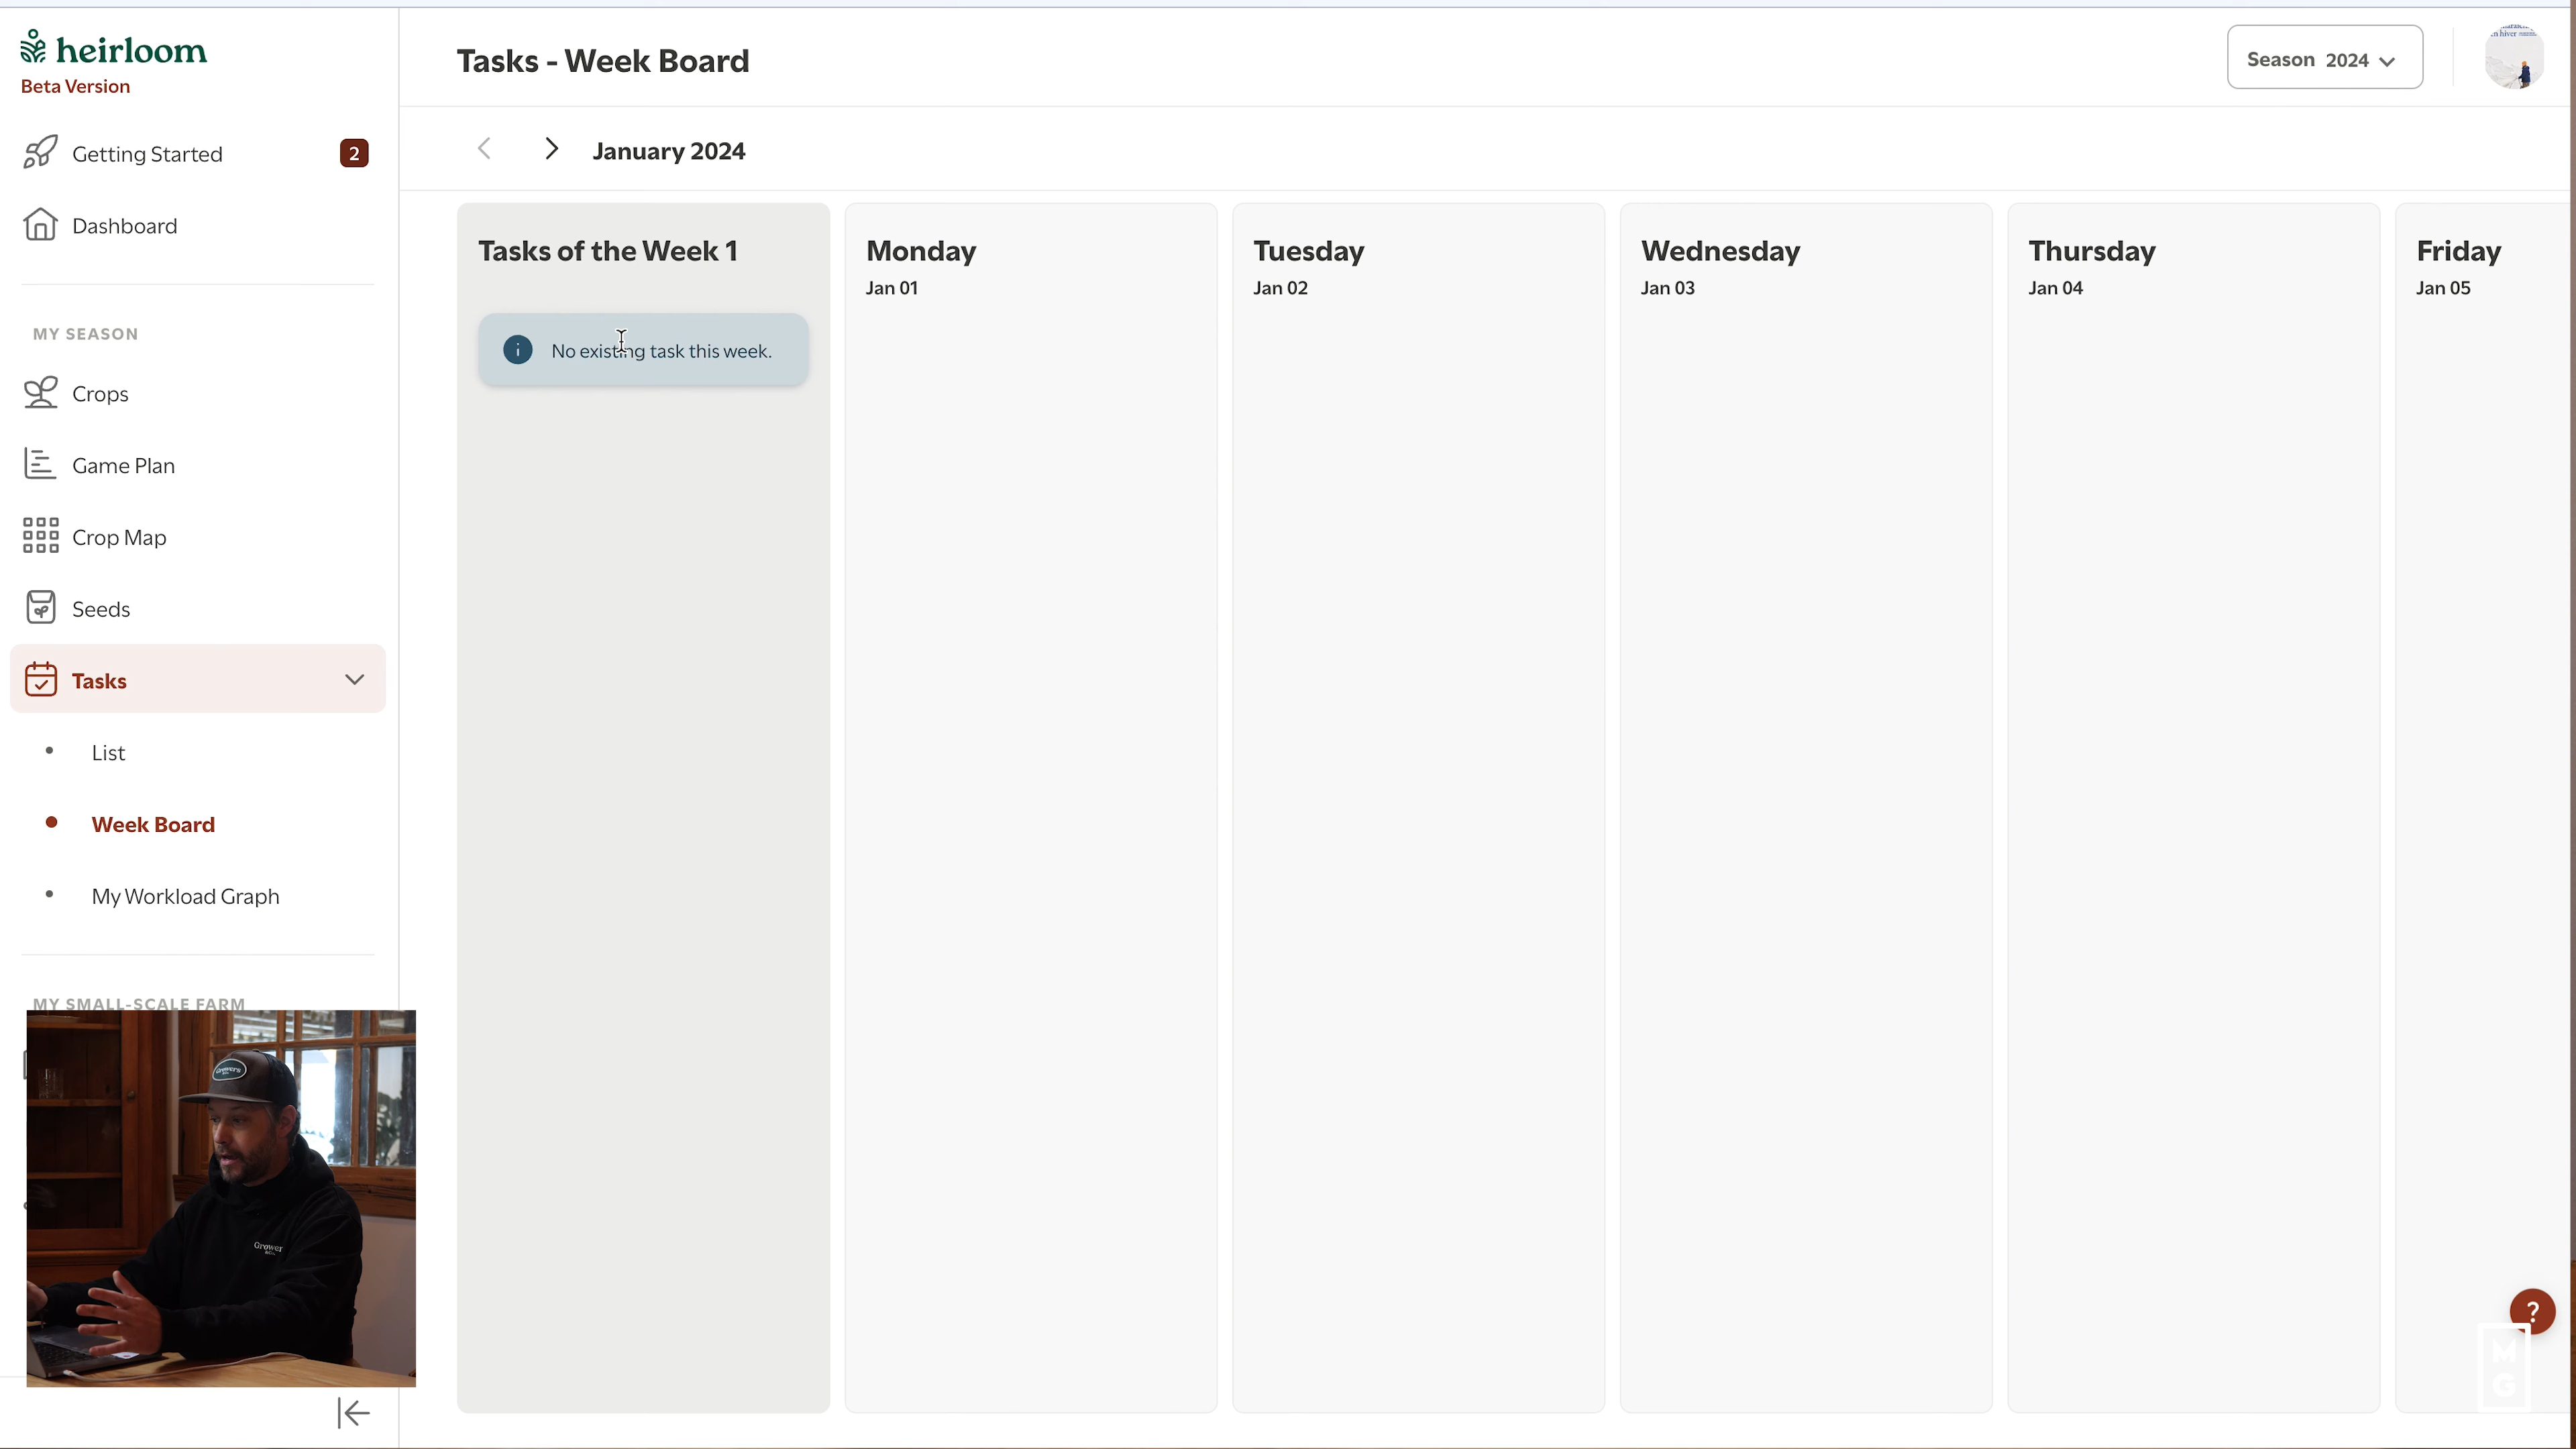 heirloom
Beta Version
Getting Started
2
Dashboard
MY SEASON
Crops
Game Plan
Crop Map
Seeds
Tasks
List
Week Board
My Workload Graph
MY SMALL-SCALE FARM
Tasks - Week Board
Season 2024
January 2024
Tasks of the Week 1
No existing task this week.
Monday
Jan 01
Tuesday
Jan 02
Wednesday
Jan 03
Thursday
Jan 04
Friday
Jan 05
?
M
G
Growers